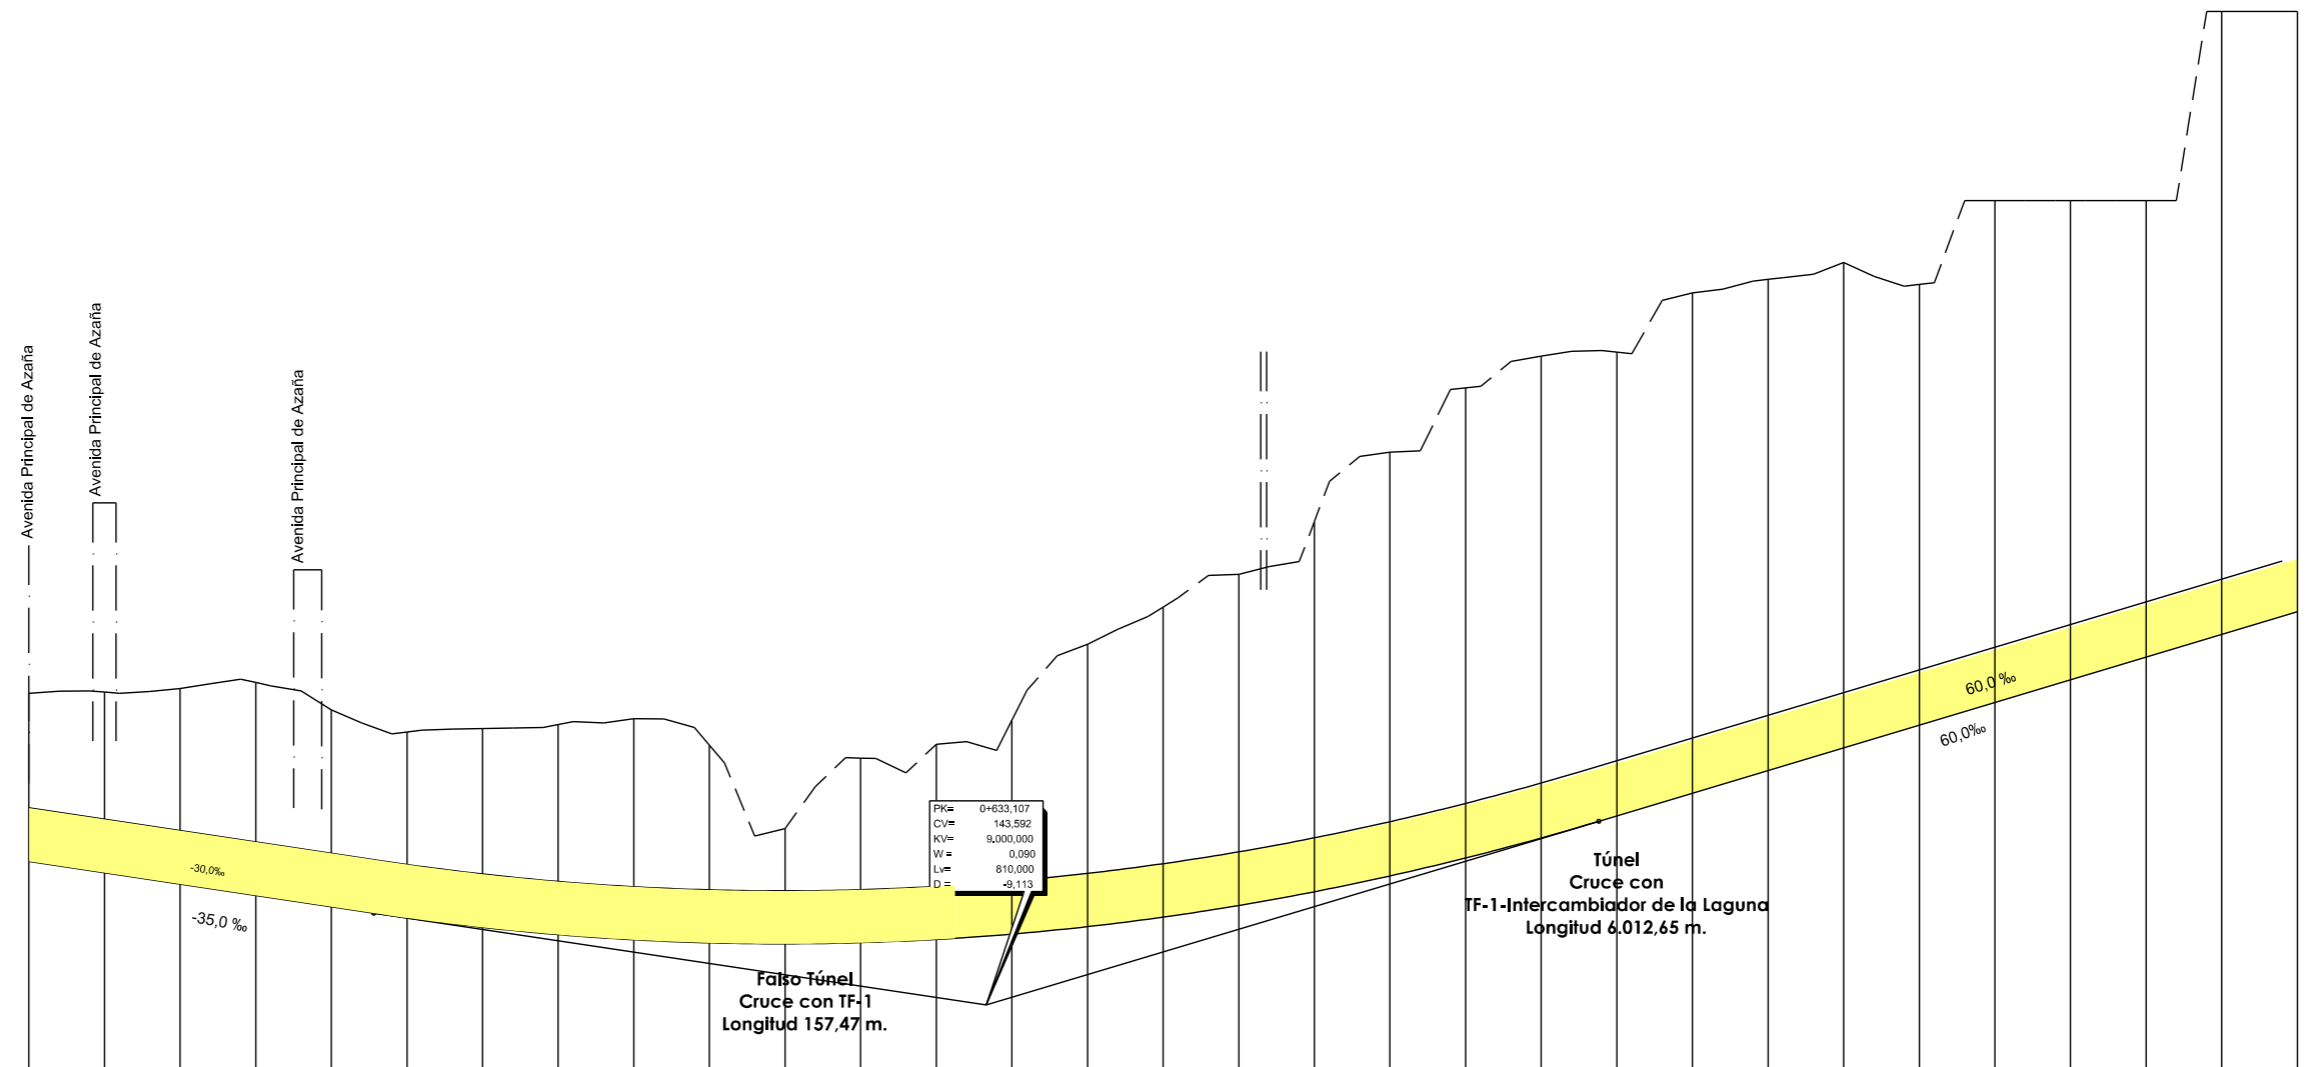 Avenida Principal de Azaña
Avenida Principal de Azaña
Avenida Principal de Azaña
PK= 0+633,107
CV= 143,592
KV= 9.000,000
W = 0,090
Lv= 810,000
D = -9,113
-30,0‰
-35,0 ‰
60,0 ‰
60,0‰
Falso Túnel
Cruce con TF-1
Longitud 157,47 m.
Túnel
Cruce con
TF-1-Intercambiador de la Laguna
Longitud 6.012,65 m.